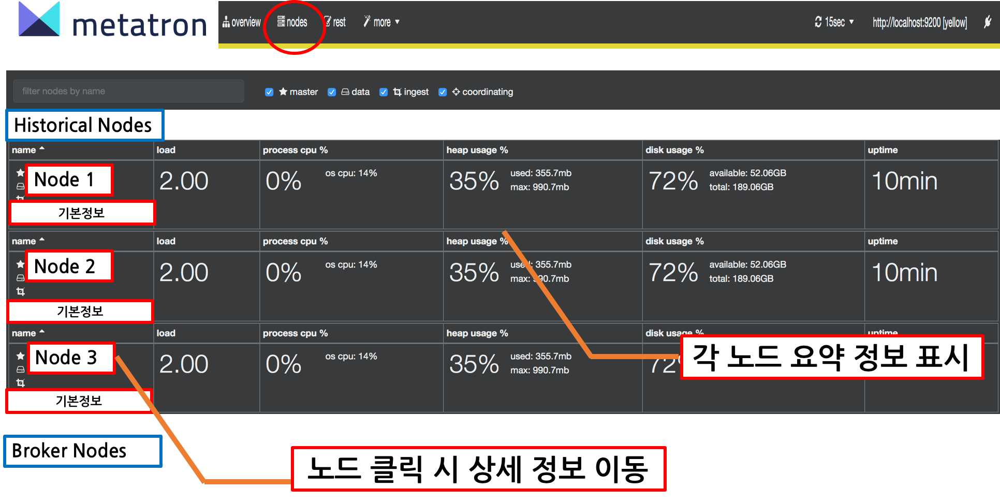 metatron
overview nodes rest more 15sec http://localhost:9200 [yellow]
filter nodes by name master data ingest coordinating
Historical Nodes
name load process cpu % heap usage % disk usage % uptime
Node 1 2.00 0% os cpu: 14% 35% used: 355.7mb 72% available: 52.06GB 10min
max: 990.7mb total: 189.06GB
기본정보
name load process cpu % heap usage % disk usage % uptime
Node 2 2.00 0% os cpu: 14% 35% used: 355.7mb 72% available: 52.06GB 10min
max: 990.7mb total: 189.06GB
기본정보
name load process cpu % heap usage % disk usage % uptime
Node 3 2.00 0% os cpu: 14% 35% used: 355.7mb 72
max: 990.7mb
각 노드 요약 정보 표시
기본정보
Broker Nodes
노드 클릭 시 상세 정보 이동